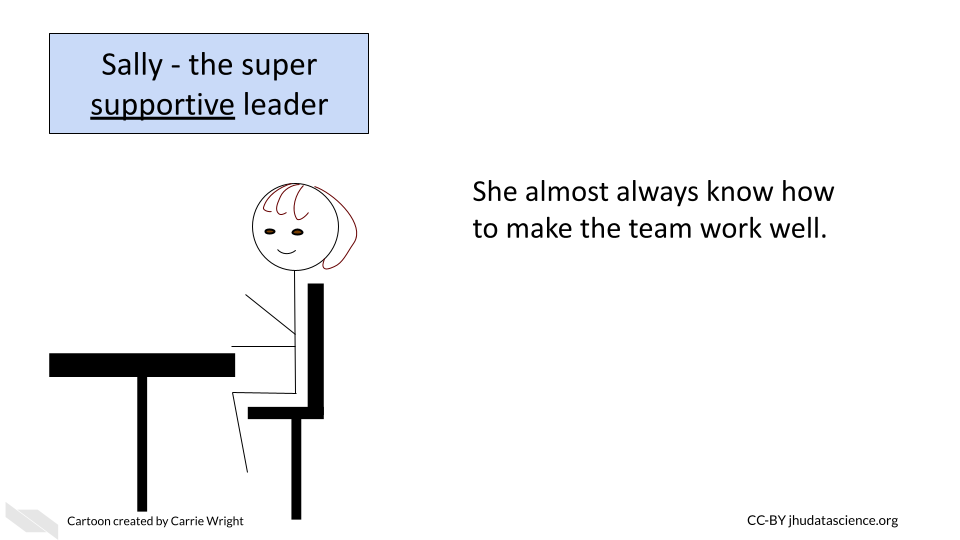 Sally - the super
supportive leader
She almost always know how
to make the team work well.
Cartoon created by Carrie Wright
CC-BY jhudatascience.org